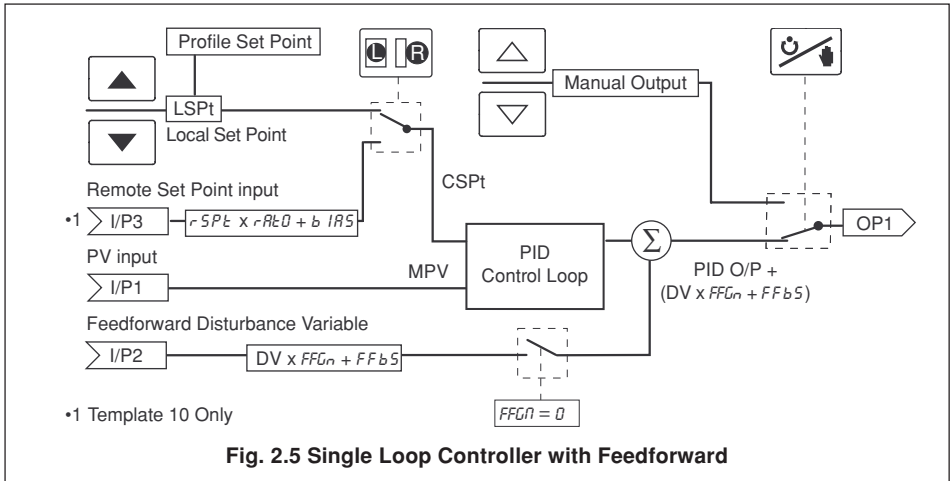 Profile Set Point
L R
LSPt
Local Set Point
Manual Output
Remote Set Point input
CSPt
•1 I/P3 rSPt x rAtO + bIAS
OP1
PV input
MPV
PID
Control Loop
Σ
I/P1
PID O/P +
(DV x FFGn + FFbS)
Feedforward Disturbance Variable
I/P2 DV x FFGn + FFbS
•1 Template 10 Only
FFGN = 0
Fig. 2.5 Single Loop Controller with Feedforward